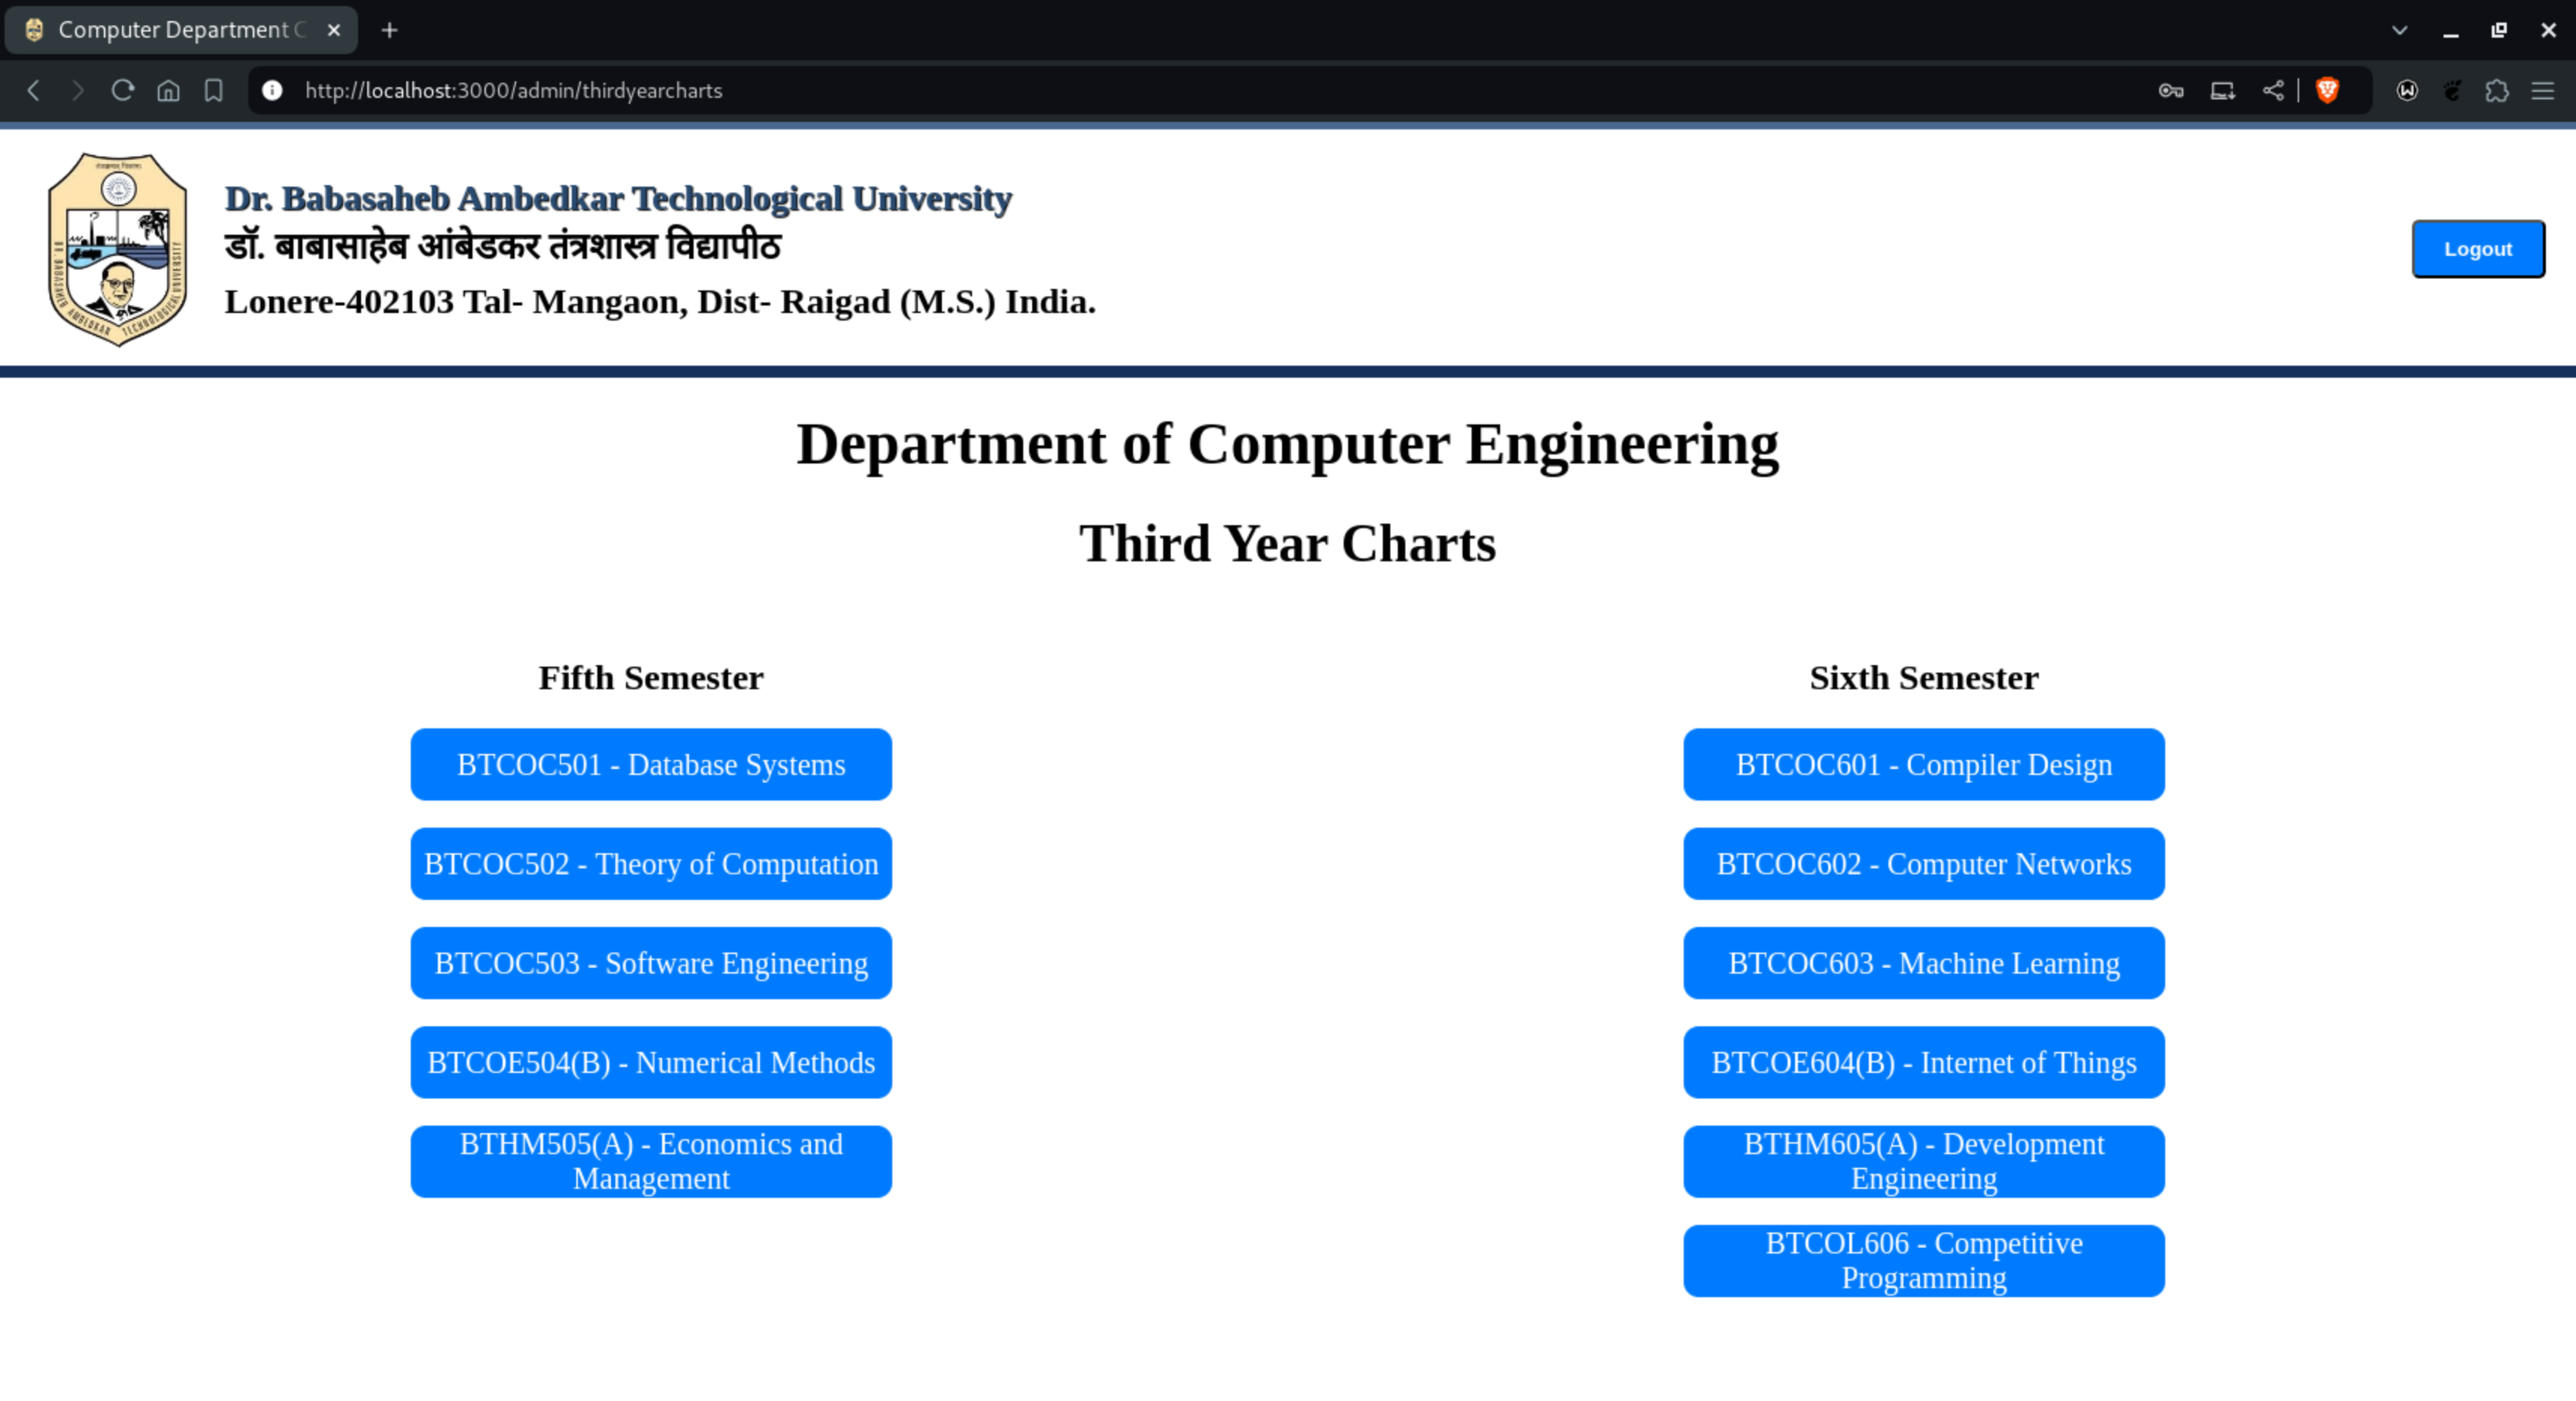 Computer Department C
http://localhost:3000/admin/thirdyearcharts
Dr. Babasaheb Ambedkar Technological University
डॉ. बाबासाहेब आंबेडकर तंत्रशास्त्र विद्यापीठ
Lonere-402103 Tal- Mangaon, Dist- Raigad (M.S.) India.
Logout
Department of Computer Engineering
Third Year Charts
Fifth Semester
BTCOC501 - Database Systems
BTCOC502 - Theory of Computation
BTCOC503 - Software Engineering
BTCOE504(B) - Numerical Methods
BTHM505(A) - Economics and
Management
Sixth Semester
BTCOC601 - Compiler Design
BTCOC602 - Computer Networks
BTCOC603 - Machine Learning
BTCOE604(B) - Internet of Things
BTHM605(A) - Development
Engineering
BTCOL606 - Competitive
Programming